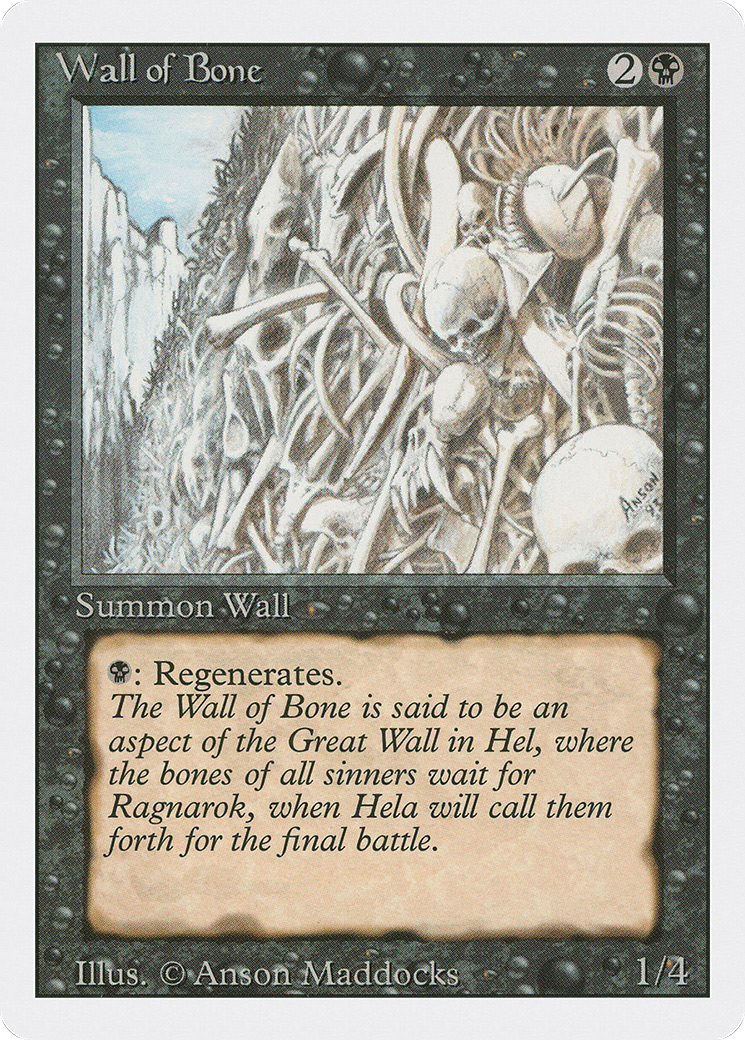 Wall of Bone 2
ANSON
93
Summon Wall
: Regenerates.
The Wall of Bone is said to be an
aspect of the Great Wall in Hel, where
the bones of all sinners wait for
Ragnarok, when Hela will call them
forth for the final battle.
Illus. © Anson Maddocks 1/4